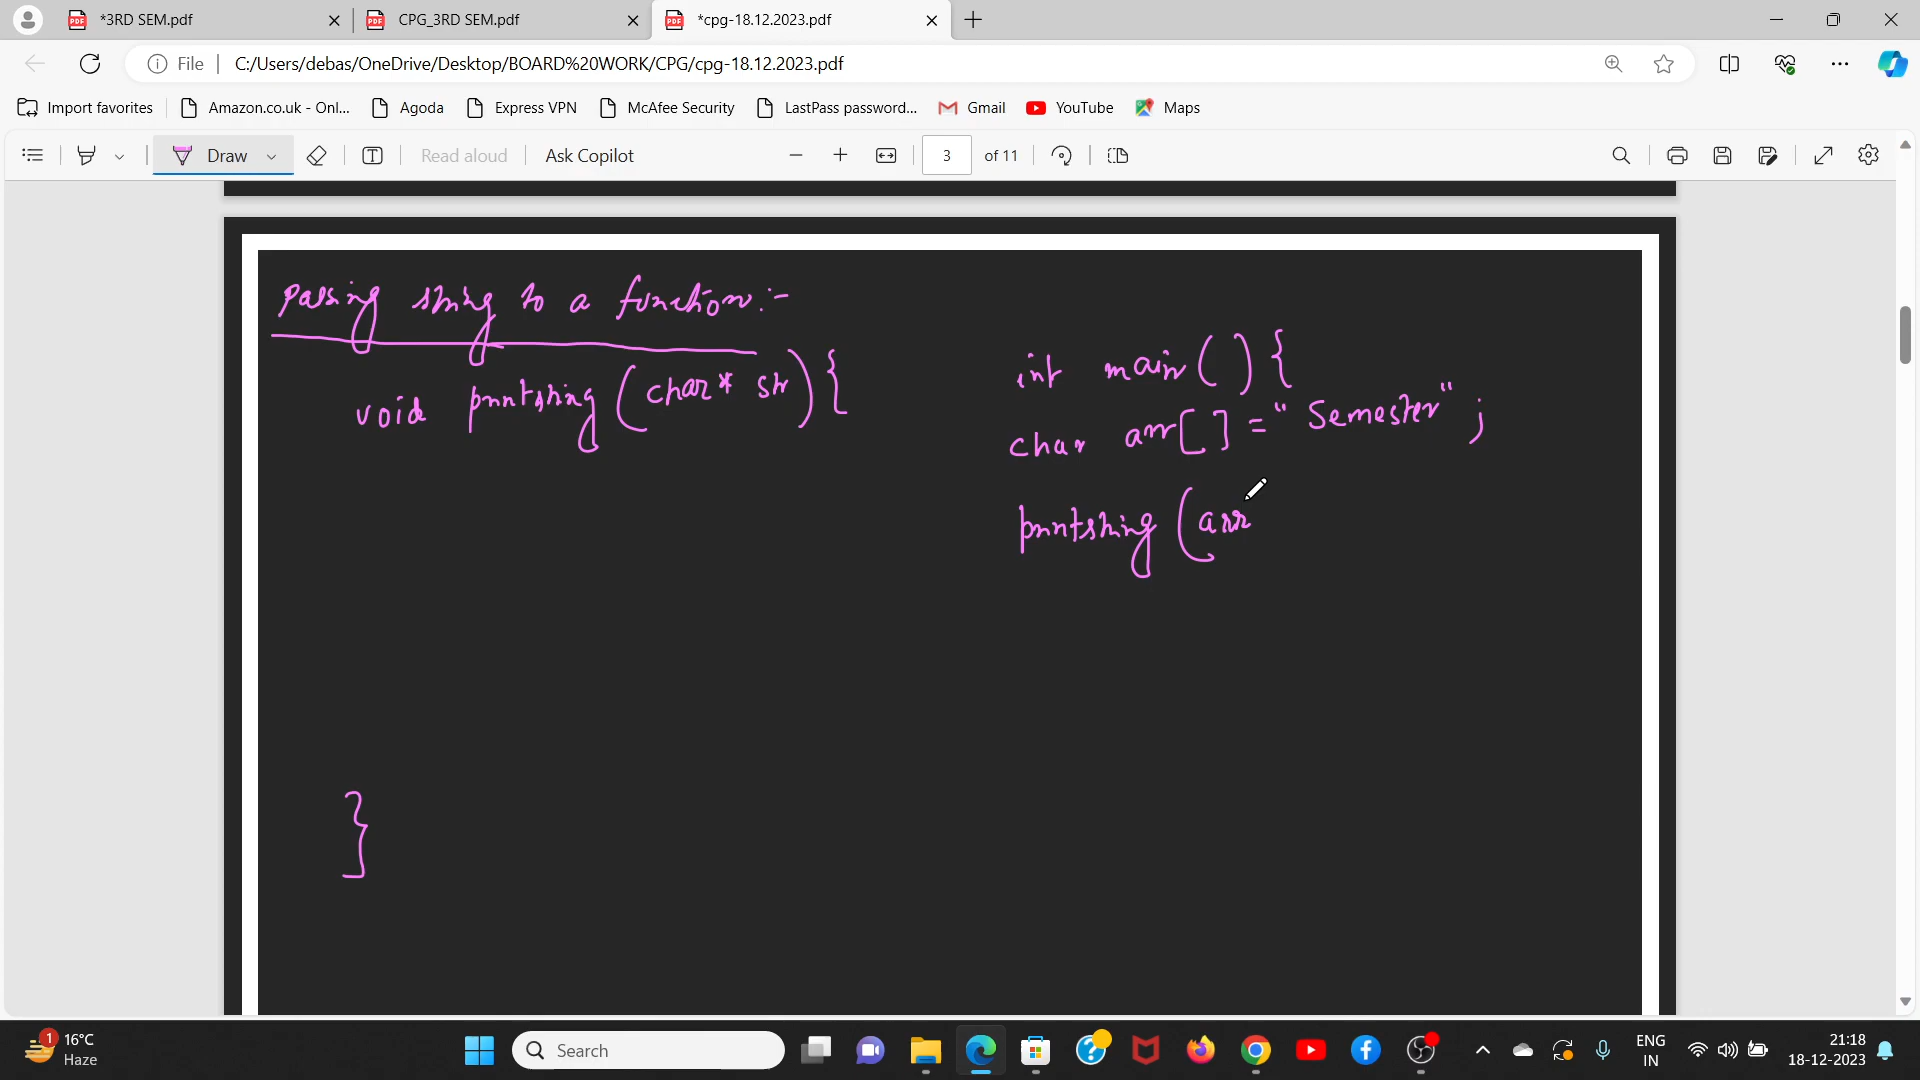 *3RD SEM.pdf
CPG_3RD SEM.pdf
*cpg-18.12.2023.pdf
File
C:/Users/debas/OneDrive/Desktop/BOARD%20WORK/CPG/cpg-18.12.2023.pdf
Import favorites
Amazon.co.uk - Onl...
Agoda
Express VPN
McAfee Security
LastPass password...
Gmail
YouTube
Maps
Draw
Read aloud
Ask Copilot
3 of 11
Passing string to a function:-
void printstring (char* str) {
}
int main ( ) {
char arr[ ] = "Semester" ;
printstring (arr
1
16°C
Haze
Search
ENG
IN
21:18
18-12-2023